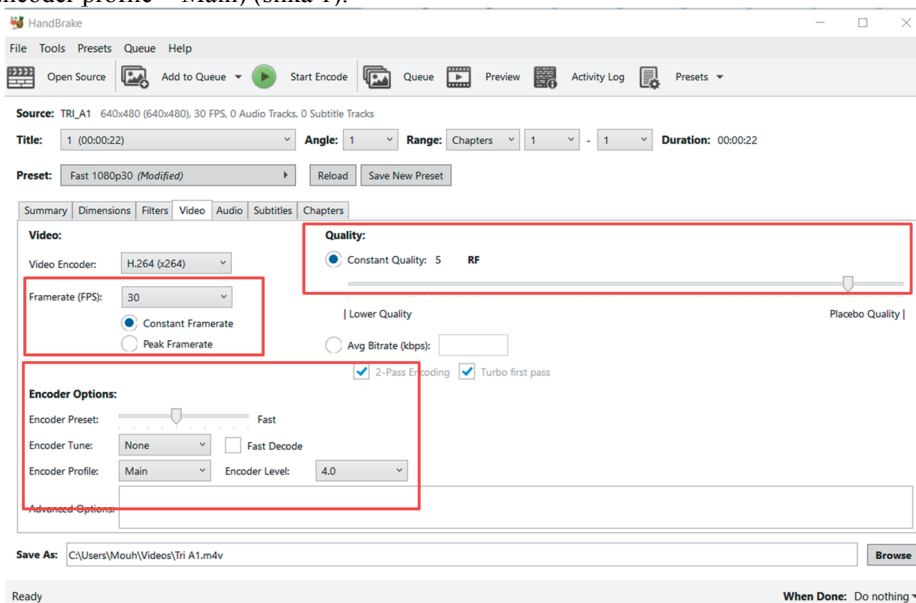 Encoder profile – Main) (slika 1).
HandBrake
File Tools Presets Queue Help
Open Source Add to Queue Start Encode Queue Preview Activity Log Presets
Source: TRI_A1 640x480 (640x480), 30 FPS, 0 Audio Tracks, 0 Subtitle Tracks
Title: 1 (00:00:22) Angle: 1 Range: Chapters 1 - 1 Duration: 00:00:22
Preset: Fast 1080p30 (Modified) Reload Save New Preset
Summary Dimensions Filters Video Audio Subtitles Chapters
Video: Quality:
Video Encoder: H.264 (x264) Constant Quality: 5 RF
Framerate (FPS): 30
Constant Framerate | Lower Quality Placebo Quality |
Peak Framerate Avg Bitrate (kbps):
2-Pass Encoding Turbo first pass
Encoder Options:
Encoder Preset: Fast
Encoder Tune: None Fast Decode
Encoder Profile: Main Encoder Level: 4.0
Advanced Options:
Save As: C:\Users\Mouh\Videos\Tri A1.m4v Browse
Ready When Done: Do nothing